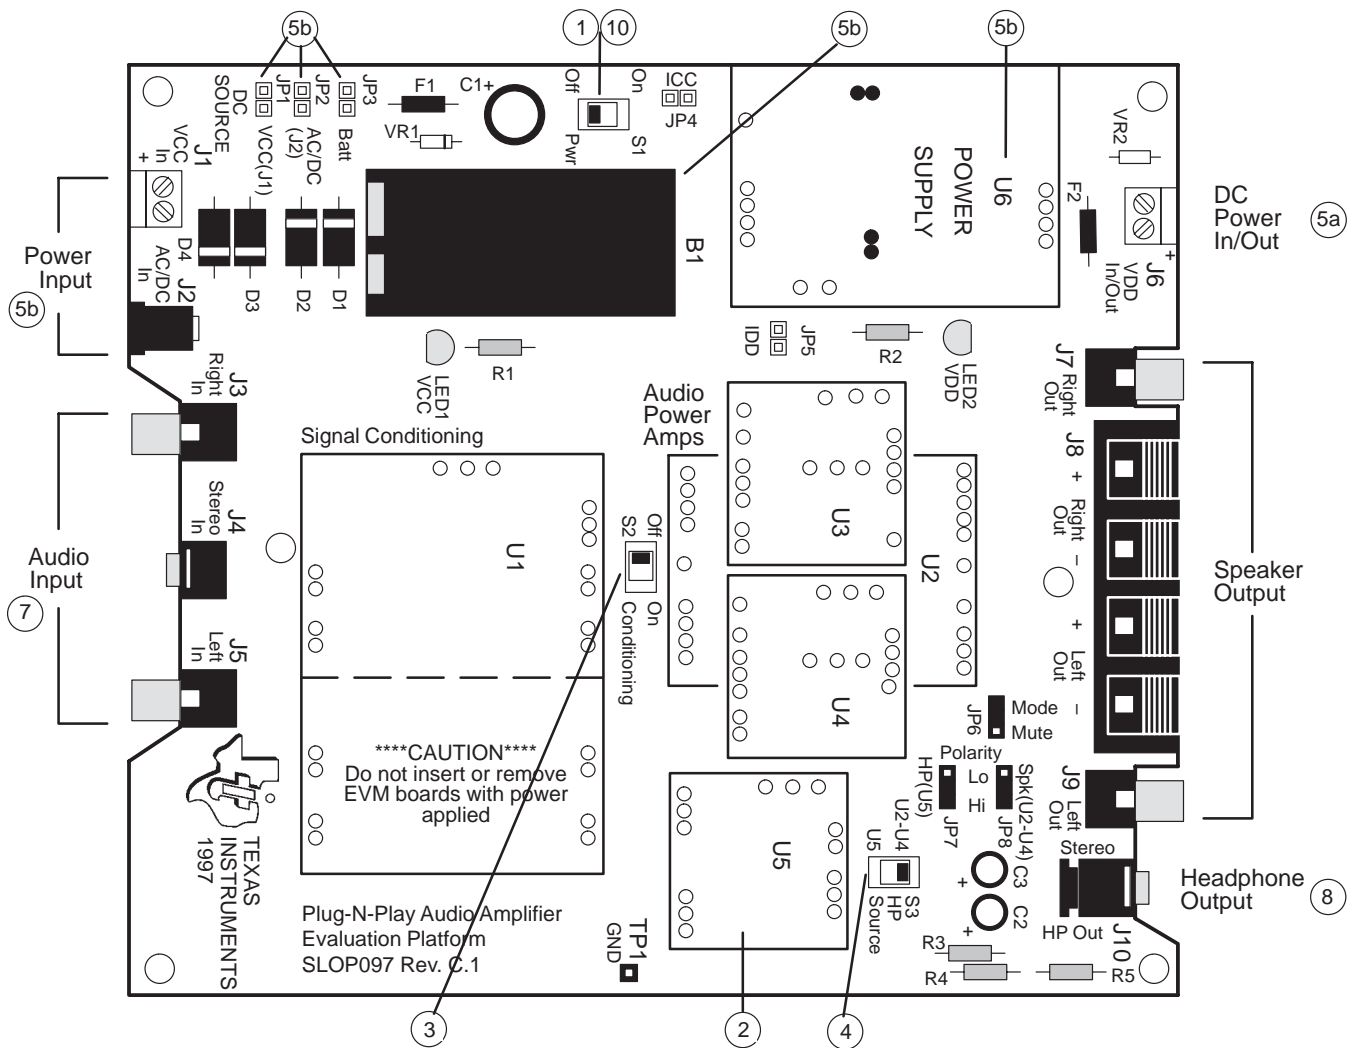 5b
1
10
5b
5b
DC
SOURCE
JP1
JP2
JP3
F1
C1+
Off
On
ICC
JP4
VR1
VCC(J1)
AC/DC
(J2)
Batt
Pwr
S1
J1
VCC
In
+
POWER
SUPPLY
U6
VR2
F2
DC
Power
In/Out
5a
Power
Input
5b
D4
J2
AC/DC
In
D3
D2
D1
B1
J6
VDD
In/Out
+
LED1
VCC
R1
IDD
JP5
R2
LED2
VDD
J3
Right
In
J7
Right
Out
Signal Conditioning
Audio
Power
Amps
J8
+
Right
Out
–
+
Left
Out
–
J4
Stereo
In
U1
S2
Off
On
Conditioning
U3
U2
U4
Audio
Input
7
Speaker
Output
J5
Left
In
JP6
Mode
Mute
Polarity
HP(U5)
Lo
Hi
JP7
Spk(U2-U4)
JP8
J9
Left
Out
****CAUTION****
Do not insert or remove
EVM boards with power
applied
U5
U5
U2-U4
S3
HP
Source
+
C3
C2
+
Stereo
HP Out
J10
Headphone
Output
8
TEXAS
INSTRUMENTS
1997
Plug-N-Play Audio Amplifier
Evaluation Platform
SLOP097 Rev. C.1
TP1
GND
R3
R4
R5
3
2
4